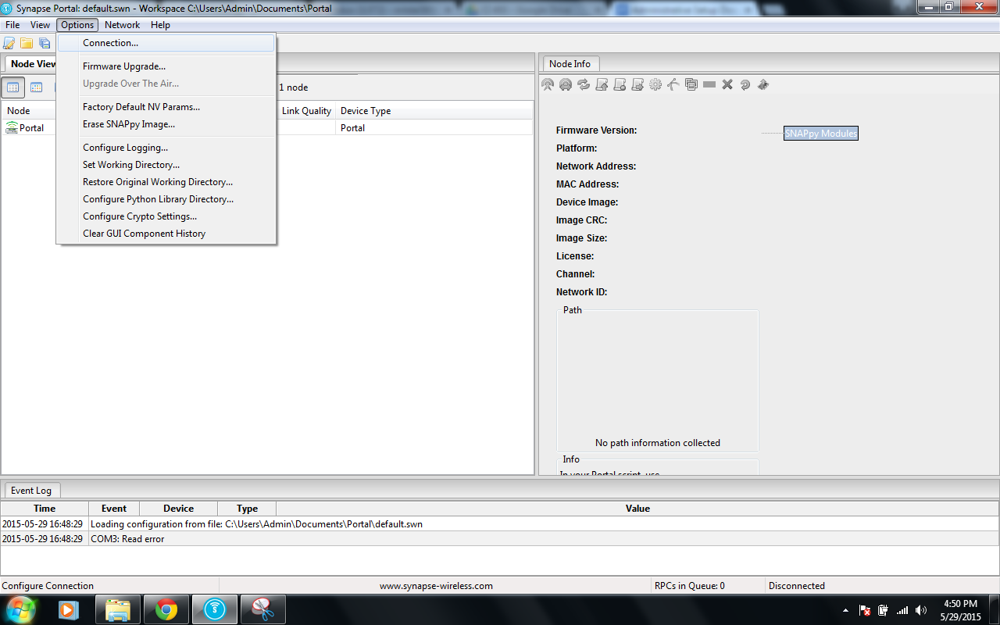 Synapse Portal: default.swn - Workspace C:\Users\Admin\Documents\Portal
File View Options Network Help
Connection...
Firmware Upgrade...
Upgrade Over The Air...
Factory Default NV Params...
Erase SNAPpy Image...
Configure Logging...
Set Working Directory...
Restore Original Working Directory...
Configure Python Library Directory...
Configure Crypto Settings...
Clear GUI Component History
Node View
1 node
Node Link Quality Device Type
Portal Portal
Node Info
Firmware Version:
Platform:
Network Address:
MAC Address:
Device Image:
Image CRC:
Image Size:
License:
Channel:
Network ID:
SNAPpy Modules
Path
No path information collected
Info
In your Portal script, use
Event Log
Time Event Device Type Value
2015-05-29 16:48:29 Loading configuration from file: C:\Users\Admin\Documents\Portal\default.swn
2015-05-29 16:48:29 COM3: Read error
Configure Connection www.synapse-wireless.com RPCs in Queue: 0 Disconnected
4:50 PM
5/29/2015